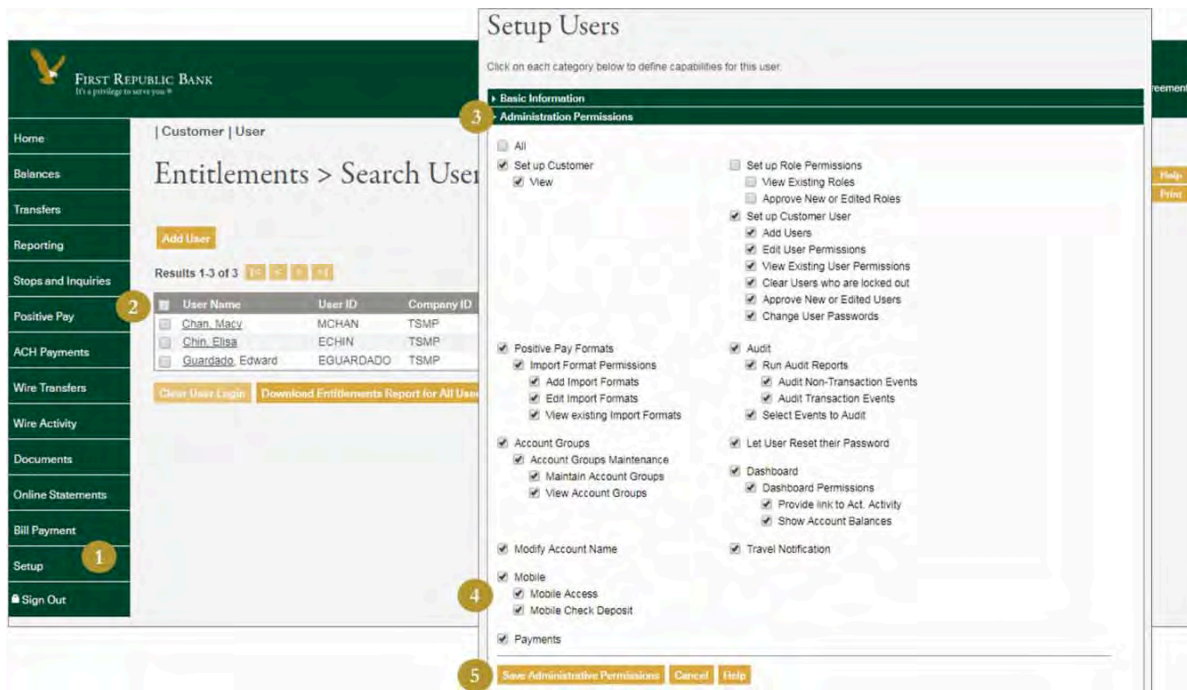 FIRST REPUBLIC BANK
It's a privilege to serve you ®
Home
Balances
Transfers
Reporting
Stops and Inquiries
Positive Pay
ACH Payments
Wire Transfers
Wire Activity
Documents
Online Statements
Bill Payment
Setup
1
Sign Out
| Customer | User
Entitlements > Search User
Add User
Results 1-3 of 3 |< < > >|
2
User Name User ID Company ID
Chan, Macy MCHAN TSMP
Chin, Elisa ECHIN TSMP
Guardado, Edward EGUARDADO TSMP
Clear User Login Download Entitlements Report for All Use
Setup Users
Click on each category below to define capabilities for this user.
Basic Information
3
Administration Permissions
All
Set up Customer
View
Set up Role Permissions
View Existing Roles
Approve New or Edited Roles
Set up Customer User
Add Users
Edit User Permissions
View Existing User Permissions
Clear Users who are locked out
Approve New or Edited Users
Change User Passwords
Positive Pay Formats
Import Format Permissions
Add Import Formats
Edit Import Formats
View existing Import Formats
Audit
Run Audit Reports
Audit Non-Transaction Events
Audit Transaction Events
Select Events to Audit
Account Groups
Account Groups Maintenance
Maintain Account Groups
View Account Groups
Let User Reset their Password
Dashboard
Dashboard Permissions
Provide link to Act. Activity
Show Account Balances
Modify Account Name
Travel Notification
Mobile
4
Mobile Access
Mobile Check Deposit
Payments
5
Save Administrative Permissions Cancel Help
reement
Help
Print